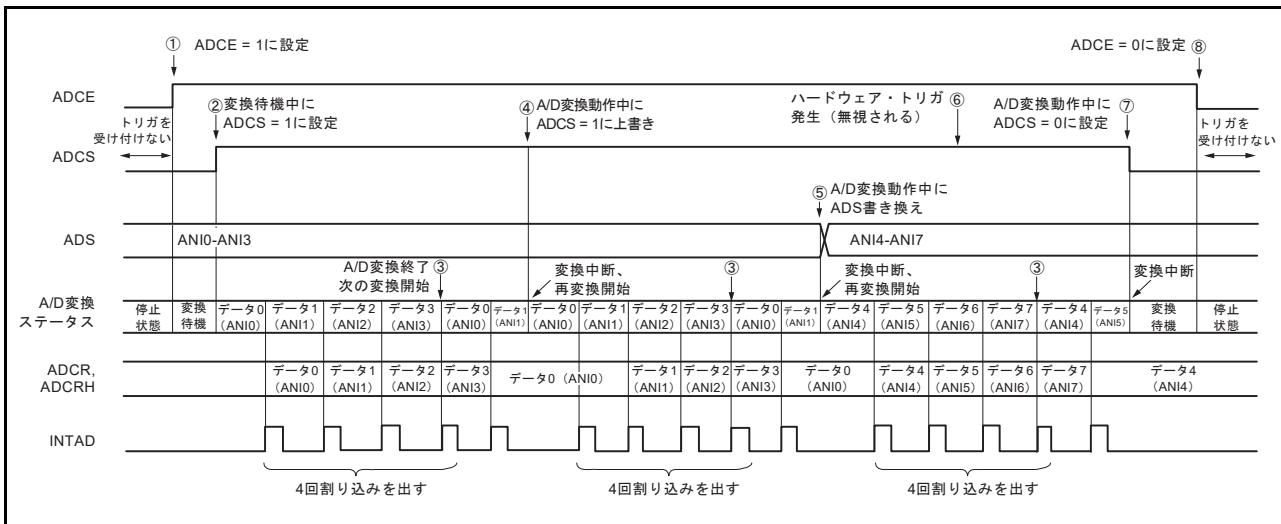 ① ADCE = 1に設定
ADCE = 0に設定 ⑧
ADCE
トリガを
受け付けない
②変換待機中に
ADCS = 1に設定
④A/D変換動作中に
ADCS = 1に上書き
ハードウェア・トリガ ⑥
発生（無視される）
A/D変換動作中に ⑦
ADCS = 0に設定
トリガを
受け付けない
ADCS
⑤A/D変換動作中に
ADS書き換え
ADS
ANI0-ANI3
ANI4-ANI7
A/D変換終了 ③
次の変換開始
変換中断、
再変換開始
③
変換中断、
再変換開始
③
変換中断
A/D変換
ステータス
停止
状態
変換
待機
データ0
(ANI0)
データ1
(ANI1)
データ2
(ANI2)
データ3
(ANI3)
データ0
(ANI0)
データ1
(ANI1)
データ0
(ANI0)
データ1
(ANI1)
データ2
(ANI2)
データ3
(ANI3)
データ0
(ANI0)
データ1
(ANI1)
データ4
(ANI4)
データ5
(ANI5)
データ6
(ANI6)
データ7
(ANI7)
データ4
(ANI4)
データ5
(ANI5)
変換
待機
停止
状態
ADCR,
ADCRH
データ0
(ANI0)
データ1
(ANI1)
データ2
(ANI2)
データ3
(ANI3)
データ0（ANI0）
データ1
(ANI1)
データ2
(ANI2)
データ3
(ANI3)
データ0
(ANI0)
データ4
(ANI4)
データ5
(ANI5)
データ6
(ANI6)
データ7
(ANI7)
データ4
(ANI4)
INTAD
4回割り込みを出す
4回割り込みを出す
4回割り込みを出す